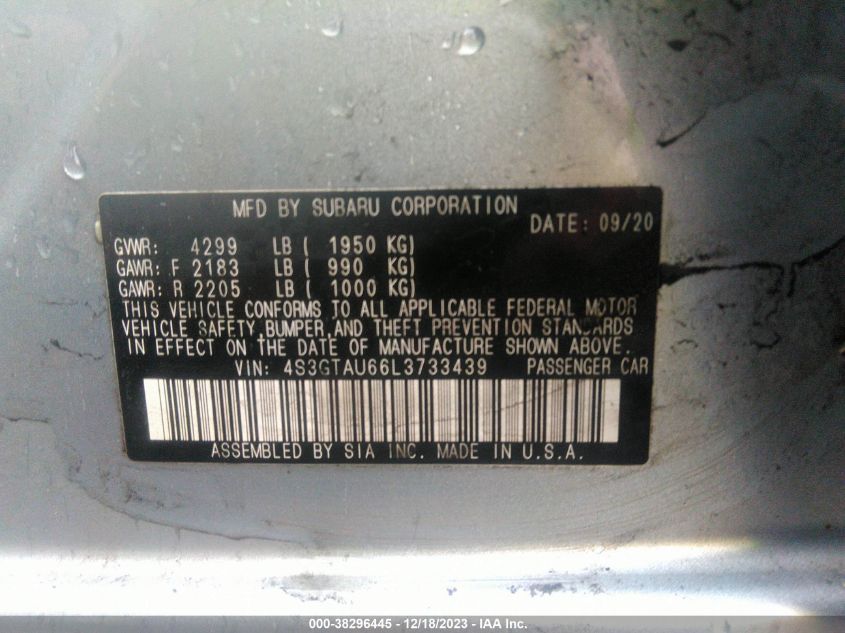 MFD BY SUBARU CORPORATION
DATE: 09/20
GVWR: 4299 LB ( 1950 KG)
GAWR: F 2183 LB ( 990 KG)
GAWR: R 2205 LB ( 1000 KG)
THIS VEHICLE CONFORMS TO ALL APPLICABLE FEDERAL MOTOR
VEHICLE SAFETY,BUMPER,AND THEFT PREVENTION STANDARDS
IN EFFECT ON THE DATE OF MANUFACTURE SHOWN ABOVE.
VIN: 4S3GTAU66L3733439 PASSENGER CAR
ASSEMBLED BY SIA INC. MADE IN U.S.A.
000-38296445 - 12/18/2023 - IAA Inc.